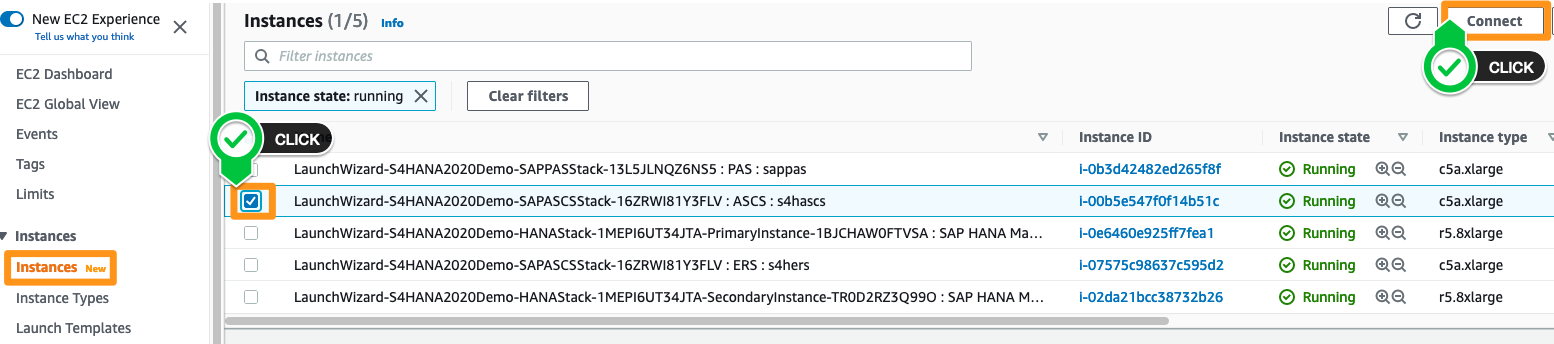 New EC2 Experience
Tell us what you think
EC2 Dashboard
EC2 Global View
Events
Tags
Limits
Instances
Instances New
Instance Types
Launch Templates
Instances (1/5) Info
Connect
CLICK
Filter instances
Instance state: running
Clear filters
CLICK
Instance ID Instance state Instance type
LaunchWizard-S4HANA2020Demo-SAPPASStack-13L5JLNQZ6NS5 : PAS : sappas i-0b3d42482ed265f8f Running c5a.xlarge
LaunchWizard-S4HANA2020Demo-SAPASCSStack-16ZRWI81Y3FLV : ASCS : s4hascs i-00b5e547f0f14b51c Running c5a.xlarge
LaunchWizard-S4HANA2020Demo-HANAStack-1MEPI6UT34JTA-PrimaryInstance-1BJCHAW0FTVSA : SAP HANA Ma... i-0e6460e925ff7fea1 Running r5.8xlarge
LaunchWizard-S4HANA2020Demo-SAPASCSStack-16ZRWI81Y3FLV : ERS : s4hers i-07575c98637c595d2 Running c5a.xlarge
LaunchWizard-S4HANA2020Demo-HANAStack-1MEPI6UT34JTA-SecondaryInstance-TR0D2RZ3Q99O : SAP HANA M... i-02da21bcc38732b26 Running r5.8xlarge